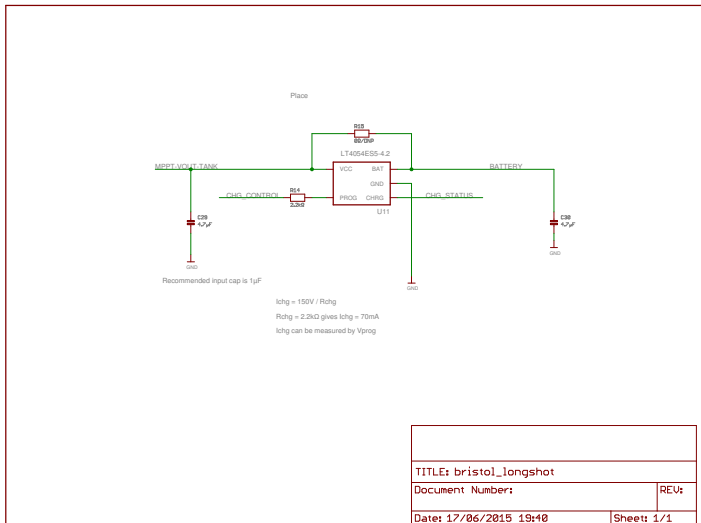 Place
R15
0R/DNP
LT4054ES5-4.2
MPPT-VOUT-TANK
VCC
BAT
BATTERY
GND
CHG_CONTROL
R14
2.2kΩ
PROG
CHRG
CHG_STATUS
U11
C29
4.7µF
C30
4.7µF
GND
GND
GND
Recommended input cap is 1µF
Ichg = 150V / Rchg
Rchg = 2.2kΩ gives Ichg = 70mA
Ichg can be measured by Vprog
TITLE: bristol_longshot
Document Number:
REV:
Date: 17/06/2015 19:40
Sheet: 1/1